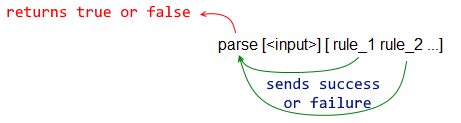 returns true or false
parse [<input>] [ rule_1 rule_2 ...]
sends success
or failure